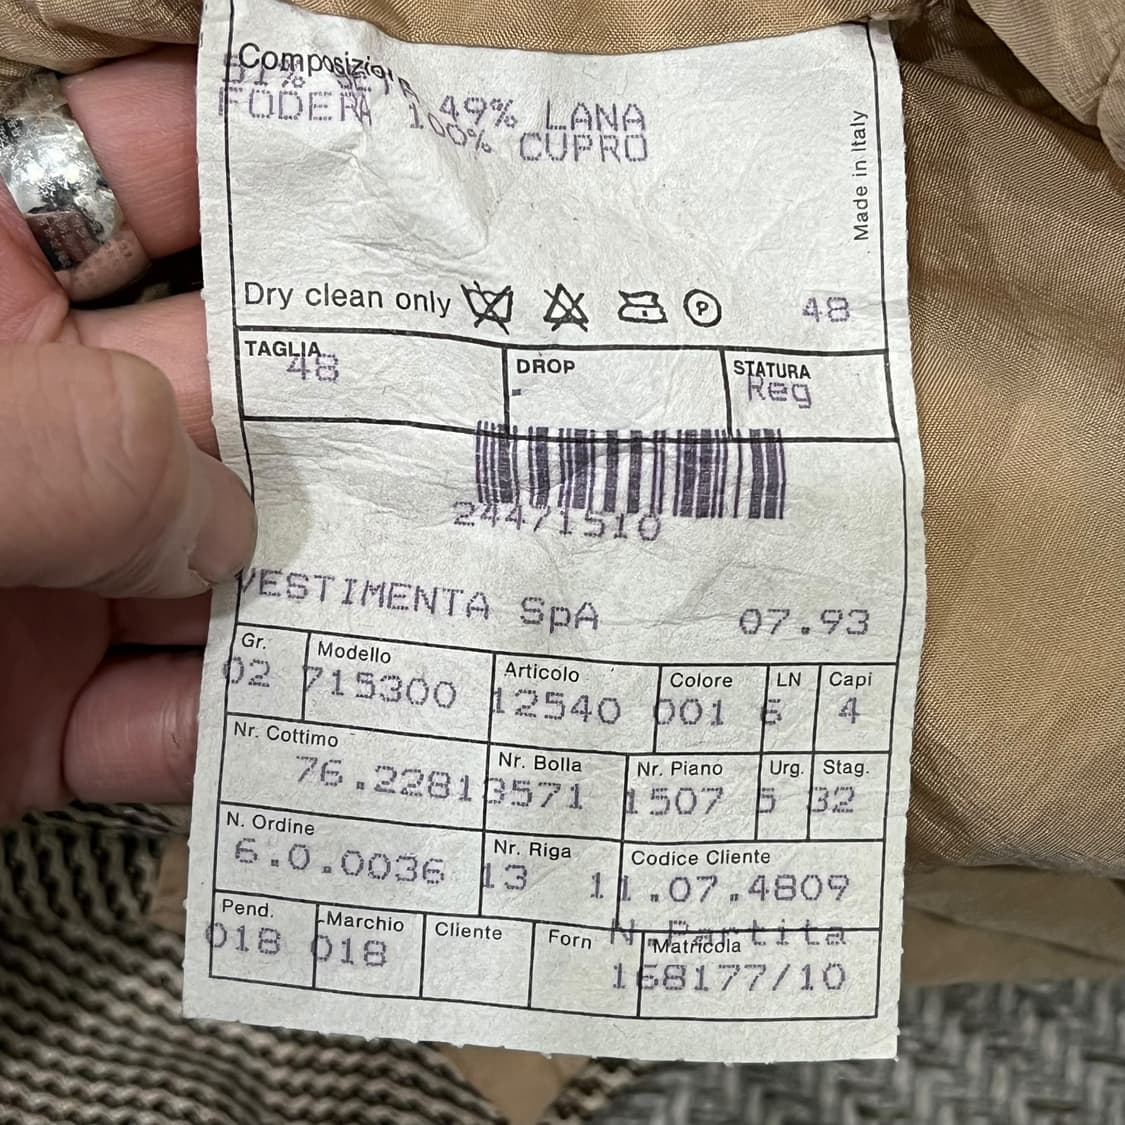 Composizione
51% SETA 49% LANA
FODERA 100% CUPRO
Made in Italy
Dry clean only P 48
TAGLIA DROP STATURA
48 - Reg
24471510
VESTIMENTA SpA 07.93
Gr. Modello Articolo Colore LN Capi
02 715300 12540 001 4
Nr. Cottimo Nr. Bolla Nr. Piano Urg. Stag.
76.2281 3571 1507 5 32
N. Ordine Nr. Riga Codice Cliente
6.0.0036 13 11.07.4809
Pend. Marchio Cliente Forn N.Partita
Matricola
018 018 168177/10